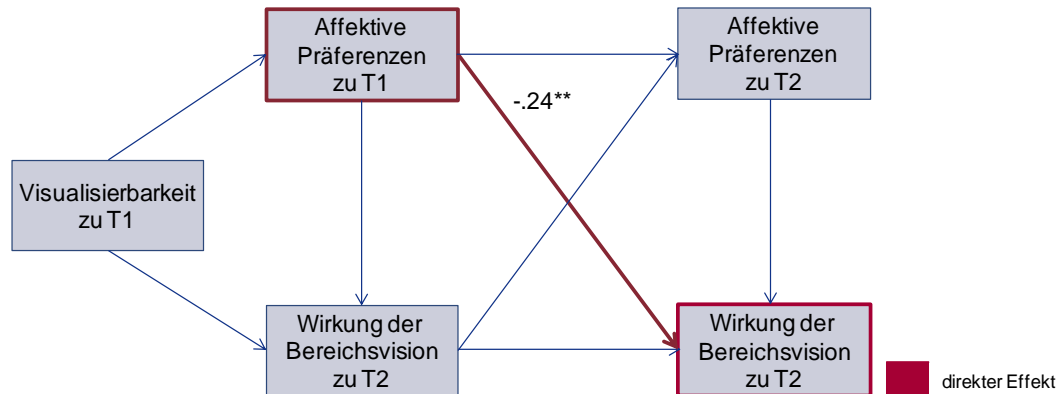 Affektive
Präferenzen
zu T1
Affektive
Präferenzen
zu T2
-.24**
Visualisierbarkeit
zu T1
Wirkung der
Bereichsvision
zu T2
Wirkung der
Bereichsvision
zu T2
direkter Effekt